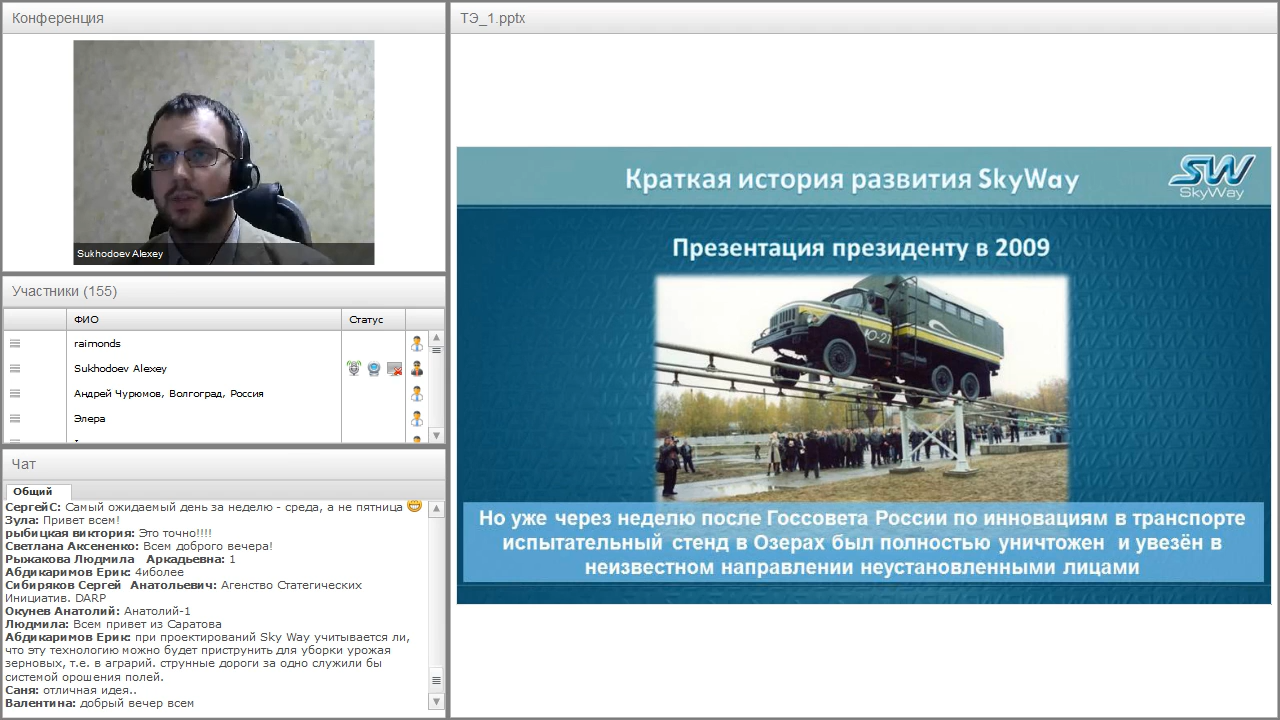 Конференция
Sukhodoev Alexey
Участники (155)
ФИО
Статус
raimonds
Sukhodoev Alexey
Андрей Чурюмов, Волгоград, Россия
Элера
Чат
Общий
СергейС: Самый ожидаемый день за неделю - среда, а не пятница
Зула: Привет всем!
рыбицкая виктория: Это точно!!!!
Светлана Аксененко: Всем доброго вечера!
Рыжакова Людмила Аркадьевна: 1
Абдикаримов Ерик: 4иболее
Сибиряков Сергей Анатольевич: Агенство Статегических
Инициатив. DARP
Окунев Анатолий: Анатолий-1
Людмила: Всем привет из Саратова
Абдикаримов Ерик: при проектирований Sky Way учитывается ли,
что эту технологию можно будет приструнить для уборки урожая
зерновых, т.е. в аграрий. струнные дороги за одно служили бы
системой орошения полей.
Саня: отличная идея..
Валентина: добрый вечер всем
ТЭ_1.pptx
Краткая история развития SkyWay
SW
SkyWay
Презентация президенту в 2009
Ю-21
Но уже через неделю после Госсовета России по инновациям в транспорте
испытательный стенд в Озерах был полностью уничтожен и увезён в
неизвестном направлении неустановленными лицами